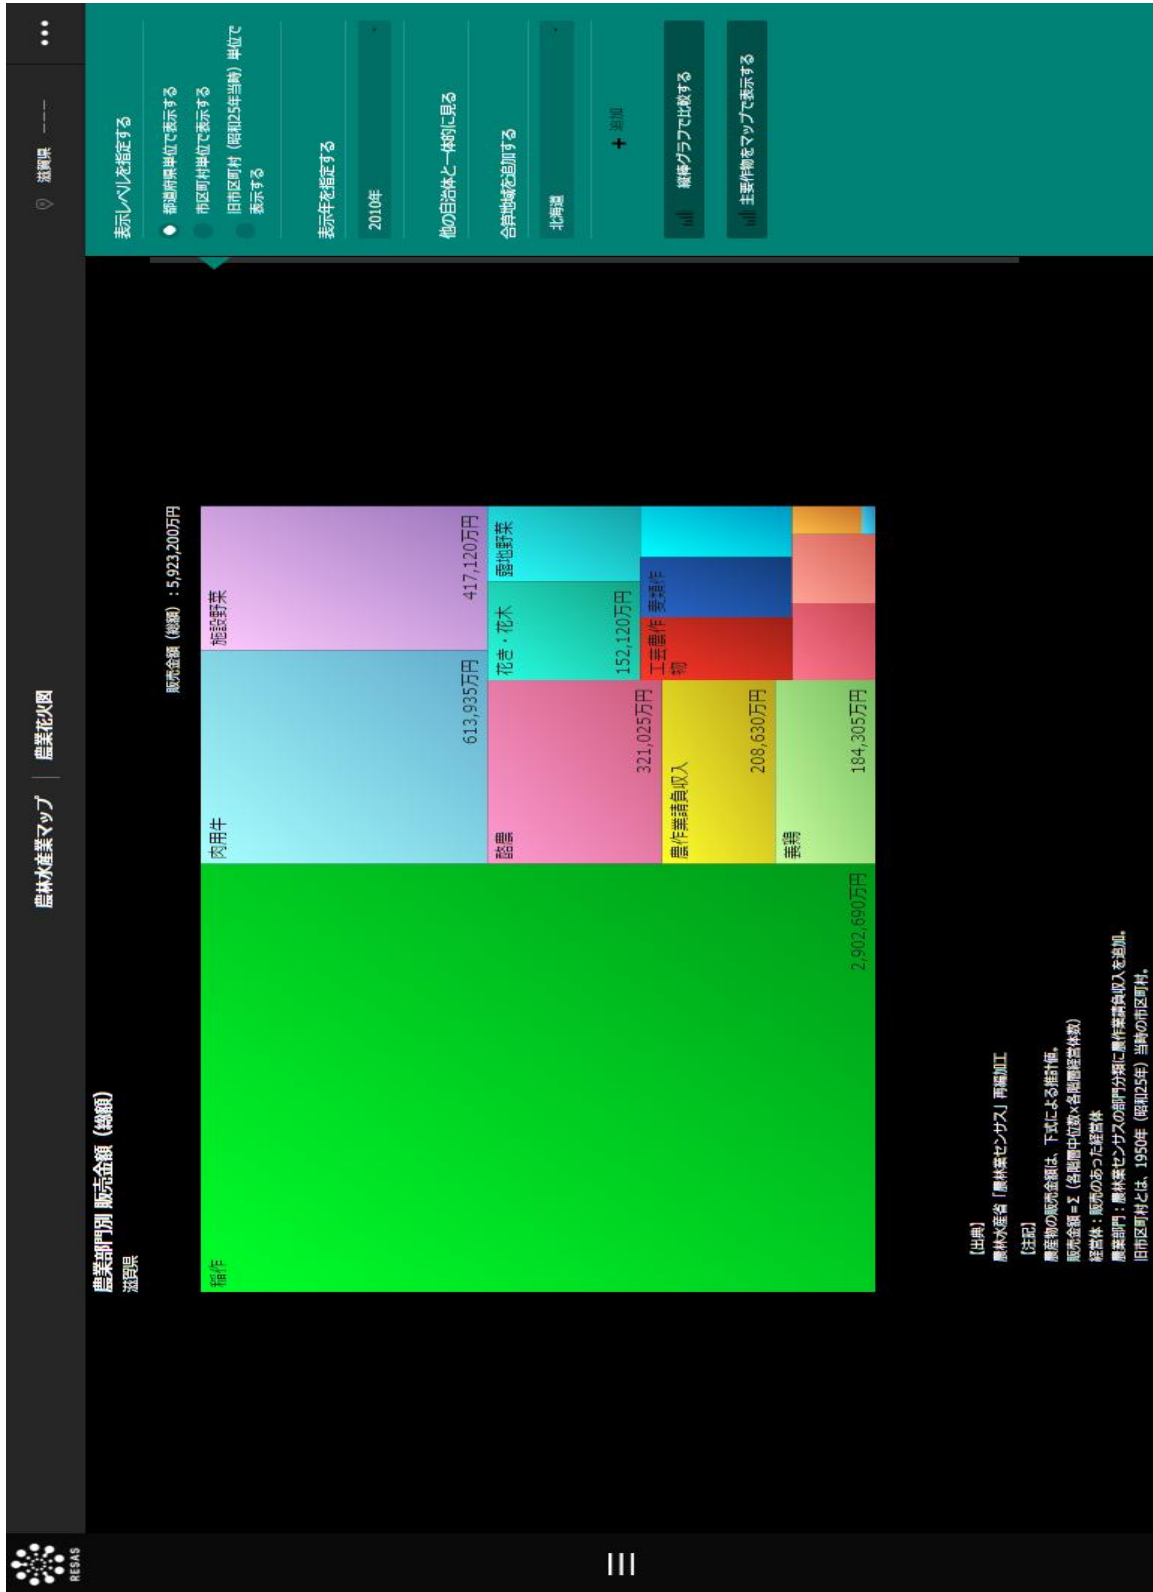 RESAS
農林水産業マップ｜農業花火図
滋賀県 ---
農業部門別 販売金額（総額）
滋賀県
販売金額（総額）：5,923,200万円
稲作
2,902,690万円
肉用牛
613,935万円
施設野菜
417,120万円
酪農
321,025万円
花き・花木
152,120万円
露地野菜
農作業請負収入
208,630万円
工芸農作
物
麦類作
養鶏
184,305万円
【出典】
農林水産省「農林業センサス」再編加工
【注記】
農産物の販売金額は、下式による推計値。
販売金額＝Σ（各階層中位数×各階層経営体数）
経営体：販売のあった経営体
農業部門：農林業センサスの部門分類に農作業請負収入を追加。
旧市区町村とは、1950年（昭和25年）当時の市区町村。
表示レベルを指定する
都道府県単位で表示する
市区町村単位で表示する
旧市区町村（昭和25年当時）単位で
表示する
表示年を指定する
2010年
他の自治体と一体的に見る
合算地域を追加する
北海道
＋ 追加
縦棒グラフで比較する
主要作物をマップで表示する